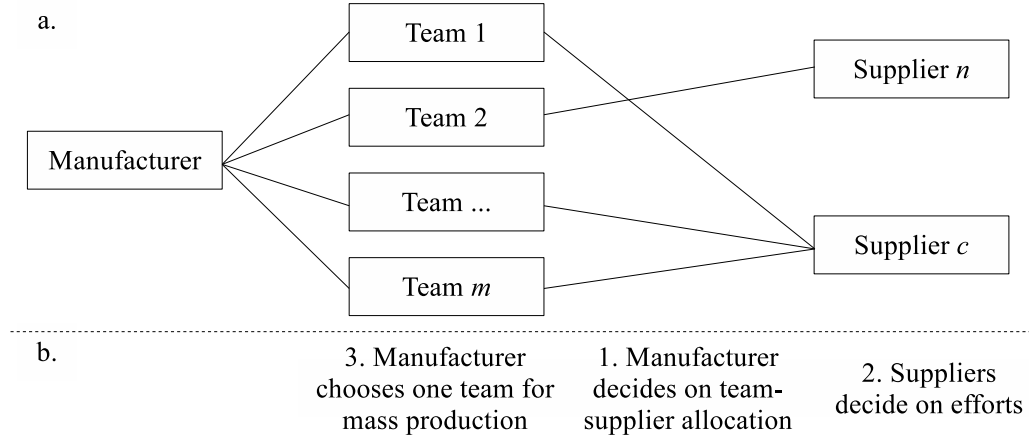 a.
Team 1
Supplier n
Team 2
Manufacturer
Team ...
Supplier c
Team m
b.
3. Manufacturer
chooses one team for
mass production
1. Manufacturer
decides on team-
supplier allocation
2. Suppliers
decide on efforts